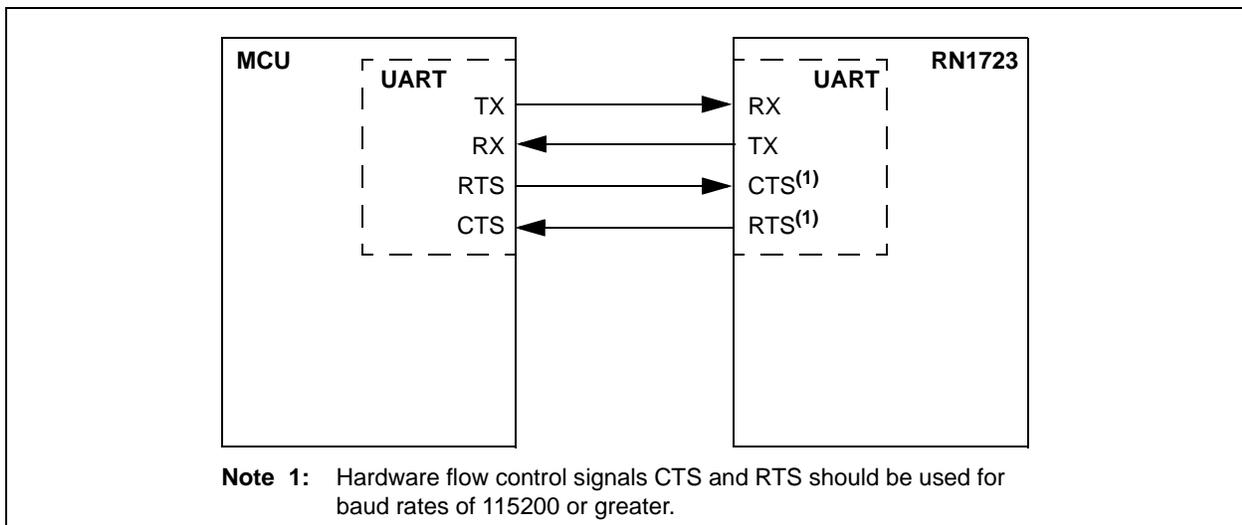 MCU
UART
TX
RX
RTS
CTS
RN1723
UART
RX
TX
CTS(1)
RTS(1)
Note 1: Hardware flow control signals CTS and RTS should be used for
baud rates of 115200 or greater.